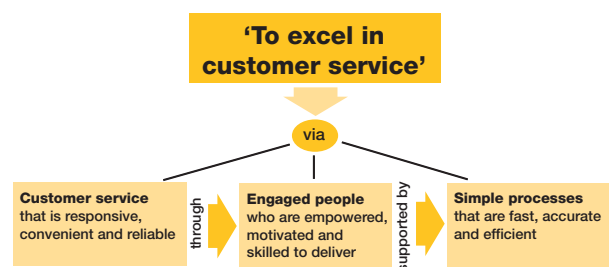 ‘To excel in
customer service’
via
Customer service
that is responsive,
convenient and reliable
through
Engaged people
who are empowered,
motivated and
skilled to deliver
supported by
Simple processes
that are fast, accurate
and efficient